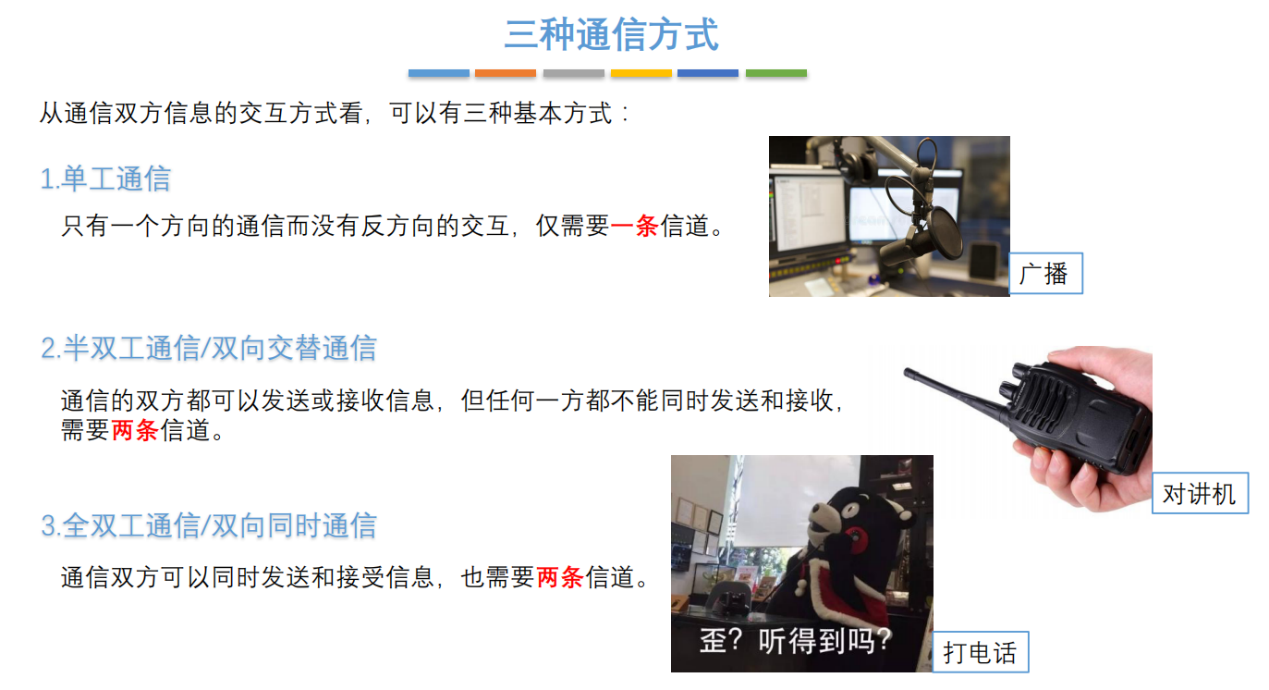 三种通信方式
从通信双方信息的交互方式看，可以有三种基本方式：
1.单工通信
只有一个方向的通信而没有反方向的交互，仅需要一条信道。
广播
2.半双工通信/双向交替通信
通信的双方都可以发送或接收信息，但任何一方都不能同时发送和接收，
需要两条信道。
对讲机
3.全双工通信/双向同时通信
通信双方可以同时发送和接受信息，也需要两条信道。
歪？听得到吗？
打电话